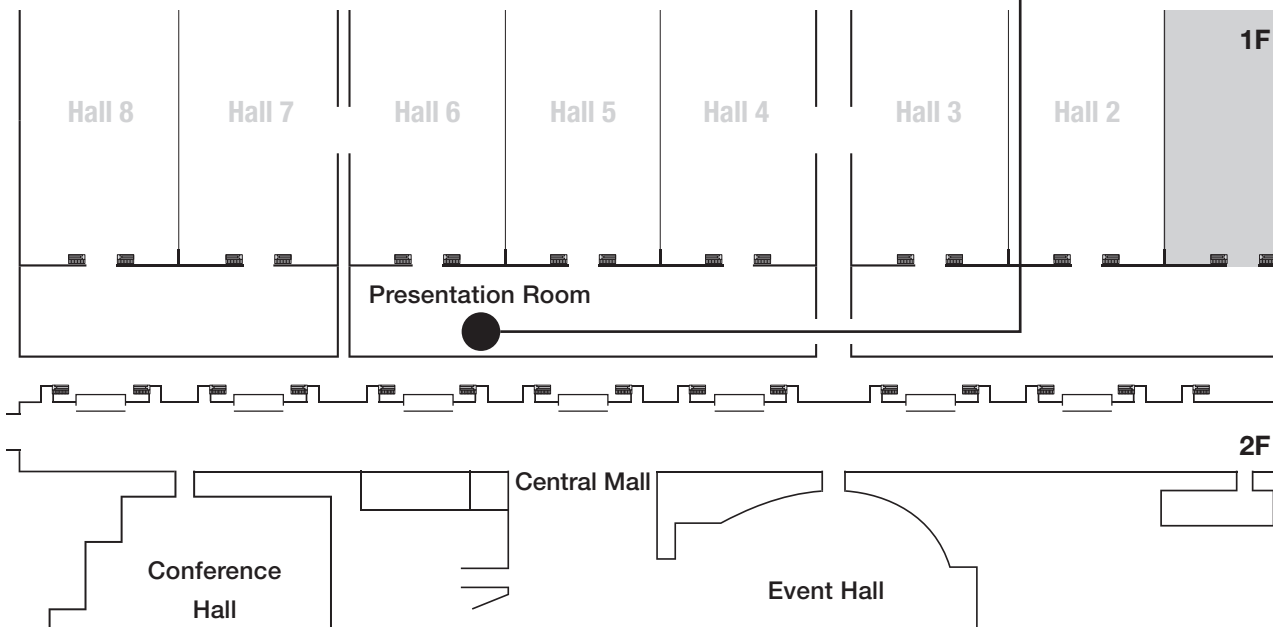 1F
Hall 8
Hall 7
Hall 6
Hall 5
Hall 4
Hall 3
Hall 2
Presentation Room
2F
Central Mall
Conference
Hall
Event Hall